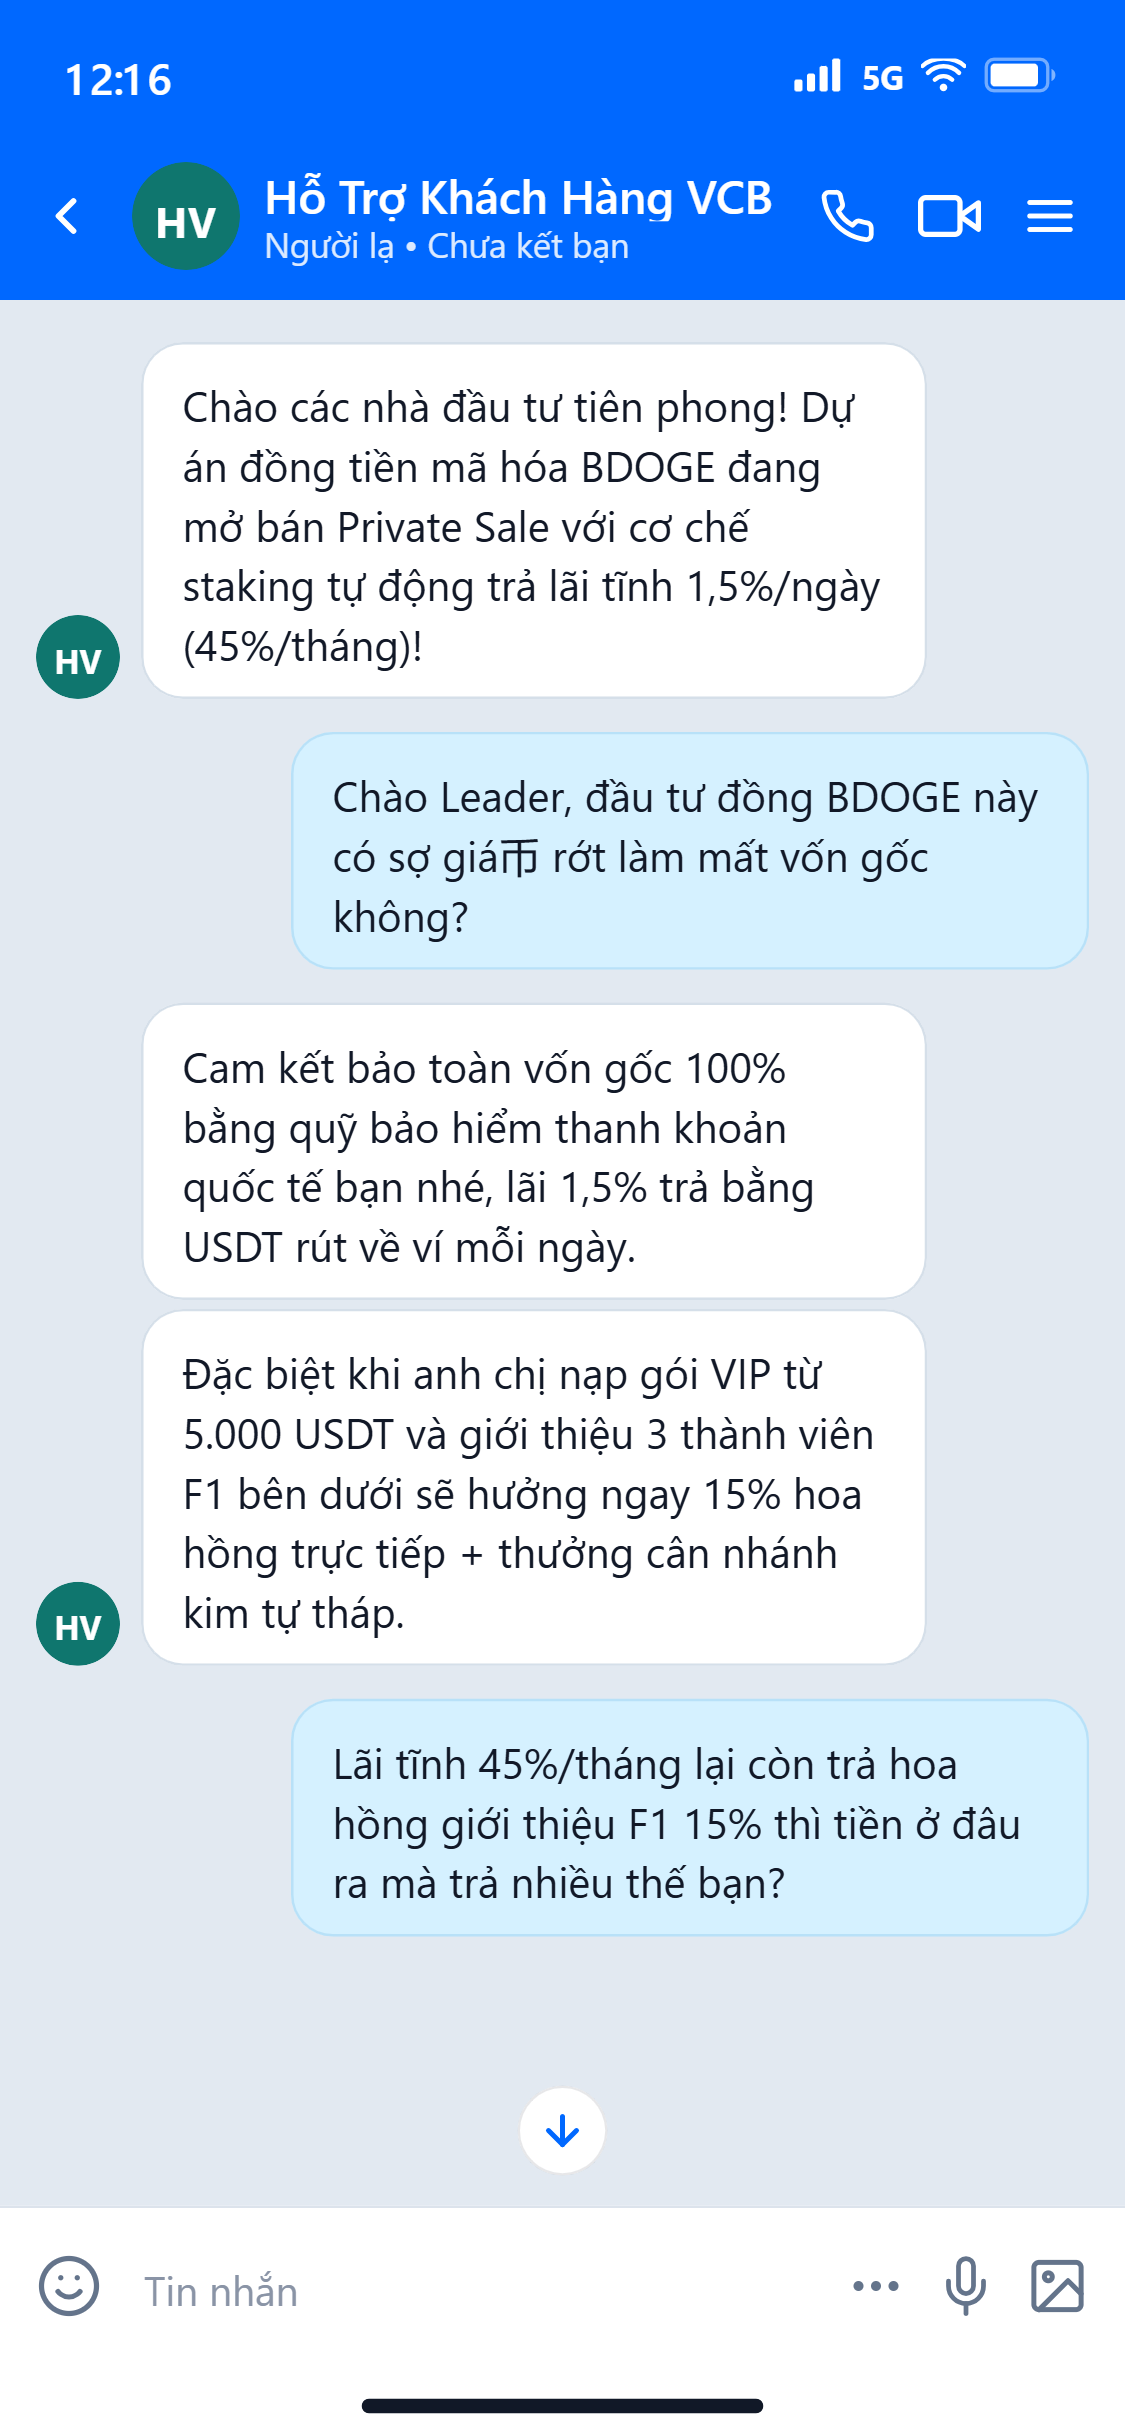 12:16
5G
HV
Hỗ Trợ Khách Hàng VCB
Người lạ • Chưa kết bạn
Chào các nhà đầu tư tiên phong! Dự
án đồng tiền mã hóa BDOGE đang
mở bán Private Sale với cơ chế
staking tự động trả lãi tĩnh 1,5%/ngày
(45%/tháng)!
HV
Chào Leader, đầu tư đồng BDOGE này
có sợ giá币 rớt làm mất vốn gốc
không?
Cam kết bảo toàn vốn gốc 100%
bằng quỹ bảo hiểm thanh khoản
quốc tế bạn nhé, lãi 1,5% trả bằng
USDT rút về ví mỗi ngày.
Đặc biệt khi anh chị nạp gói VIP từ
5.000 USDT và giới thiệu 3 thành viên
F1 bên dưới sẽ hưởng ngay 15% hoa
hồng trực tiếp + thưởng cân nhánh
kim tự tháp.
HV
Lãi tĩnh 45%/tháng lại còn trả hoa
hồng giới thiệu F1 15% thì tiền ở đâu
ra mà trả nhiều thế bạn?
Tin nhắn